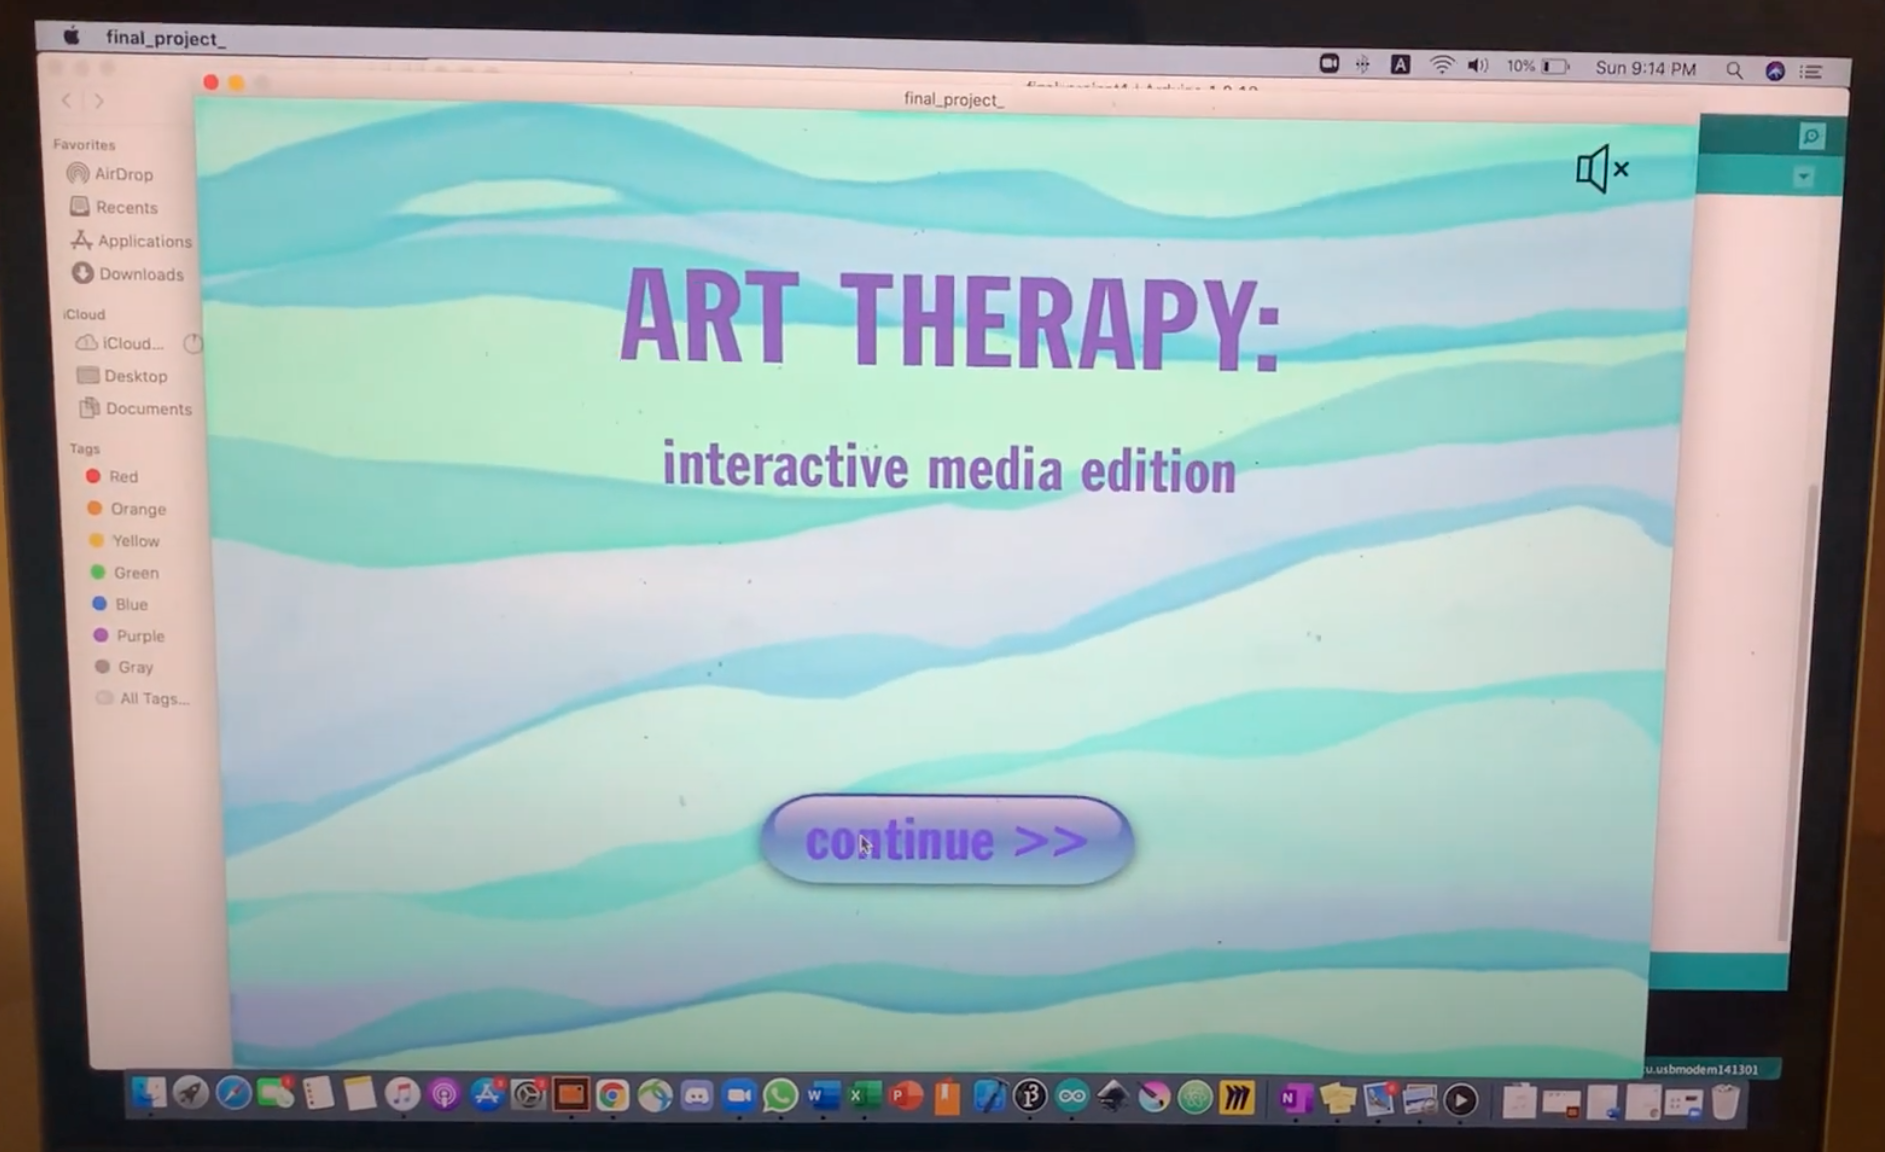 final_project_
A
10%
Sun 9:14 PM
final_project_
Favorites
AirDrop
Recents
Applications
Downloads
iCloud
iCloud...
Desktop
Documents
Tags
Red
Orange
Yellow
Green
Blue
Purple
Gray
All Tags...
ART THERAPY:
interactive media edition
continue >>
u.usbmodem141301
W
X
P
β
N